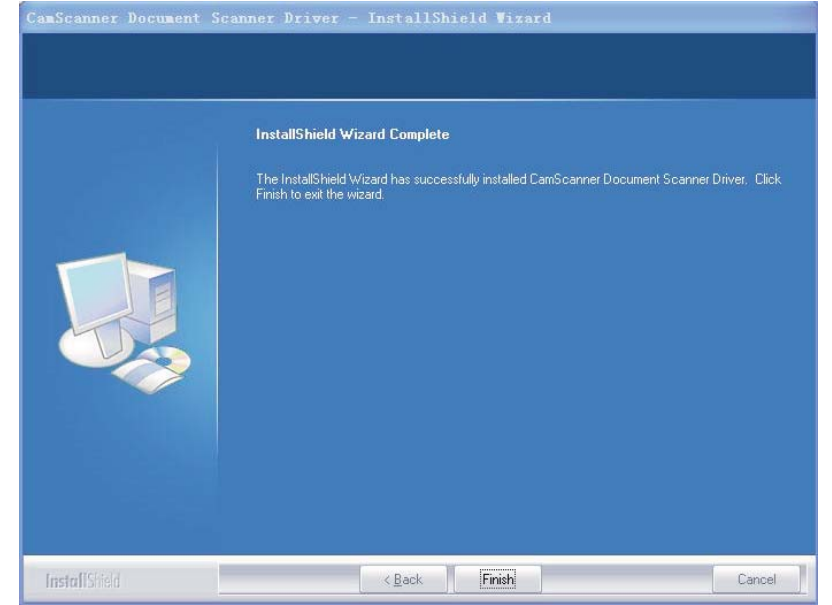 CamScanner Document Scanner Driver - InstallShield Wizard
InstallShield Wizard Complete
The InstallShield Wizard has successfully installed CamScanner Document Scanner Driver. Click
Finish to exit the wizard.
InstallShield
< Back
Finish
Cancel